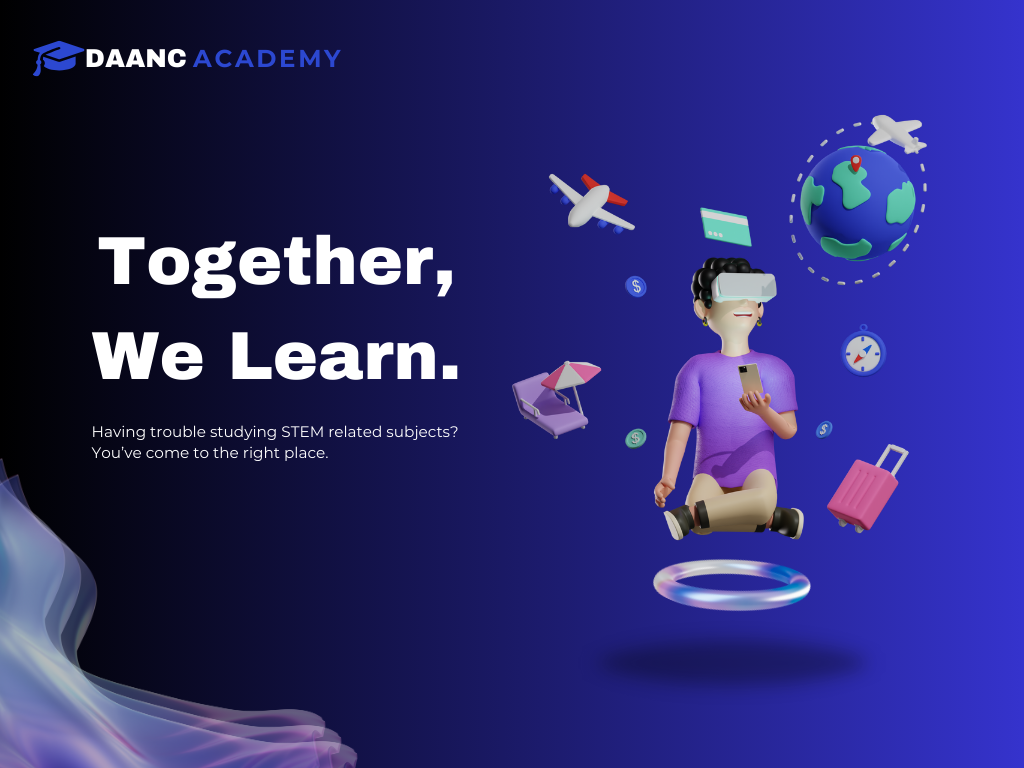 DAANC ACADEMY
Together,
We Learn.
Having trouble studying STEM related subjects?
You've come to the right place.
$
$
$